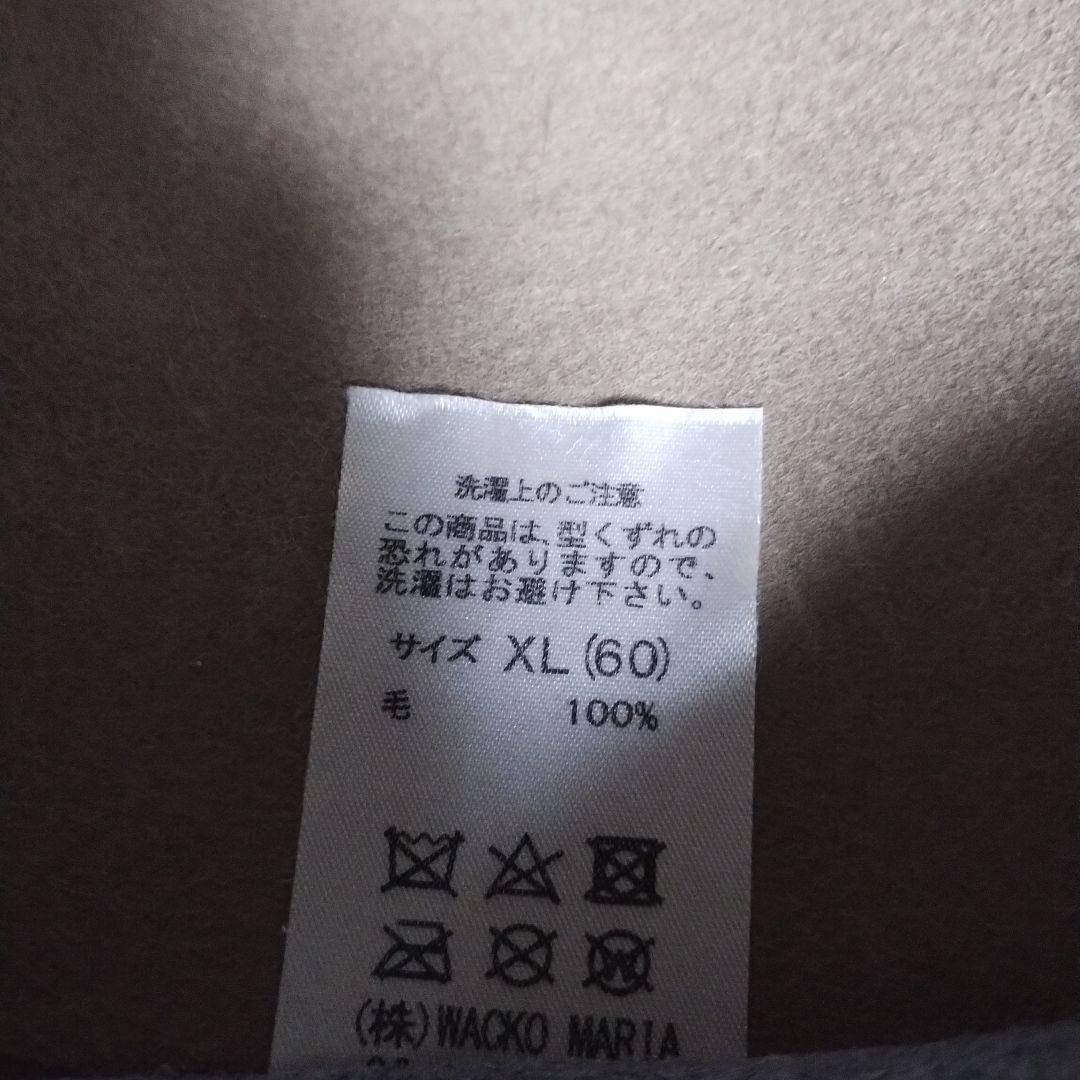 洗濯上のご注意
この商品は、型くずれの
恐れがありますので、
洗濯はお避け下さい。
サイズ XL(60)
毛 100%
W
(株)WACKO MARIA